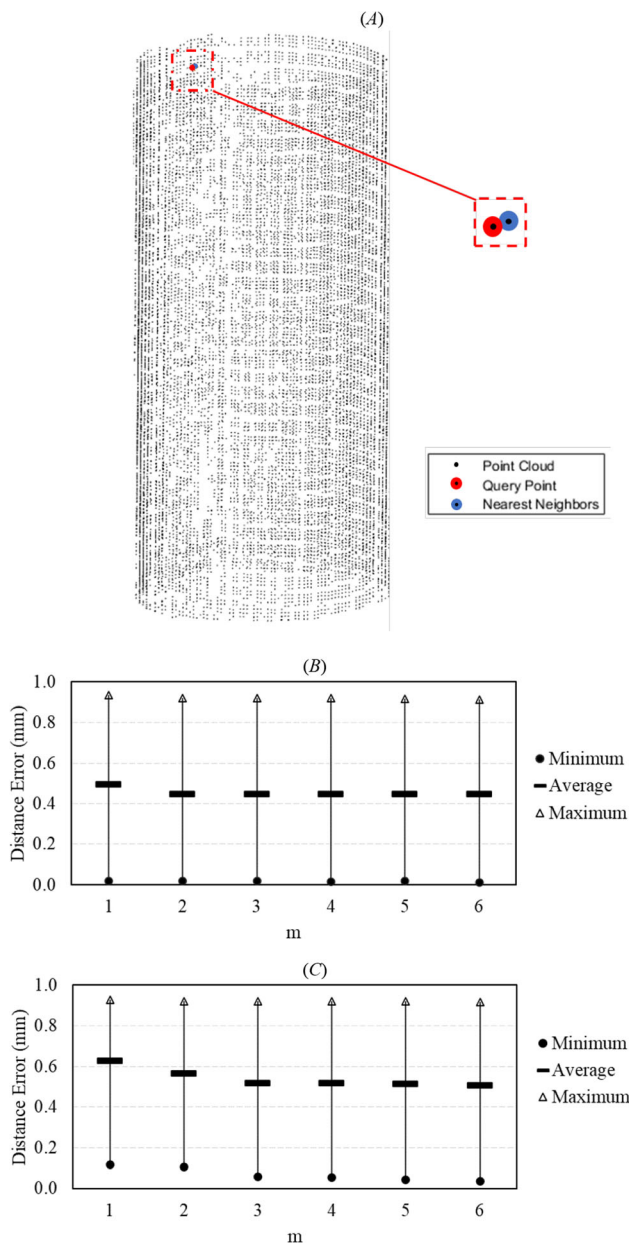 (A)
Point Cloud
Query Point
Nearest Neighbors
(B)
1.0
0.8
0.6
0.4
0.2
0.0
Distance Error (mm)
Minimum
Average
Maximum
1 2 3 4 5 6
m
(C)
1.0
0.8
0.6
0.4
0.2
0.0
Distance Error (mm)
Minimum
Average
Maximum
1 2 3 4 5 6
m